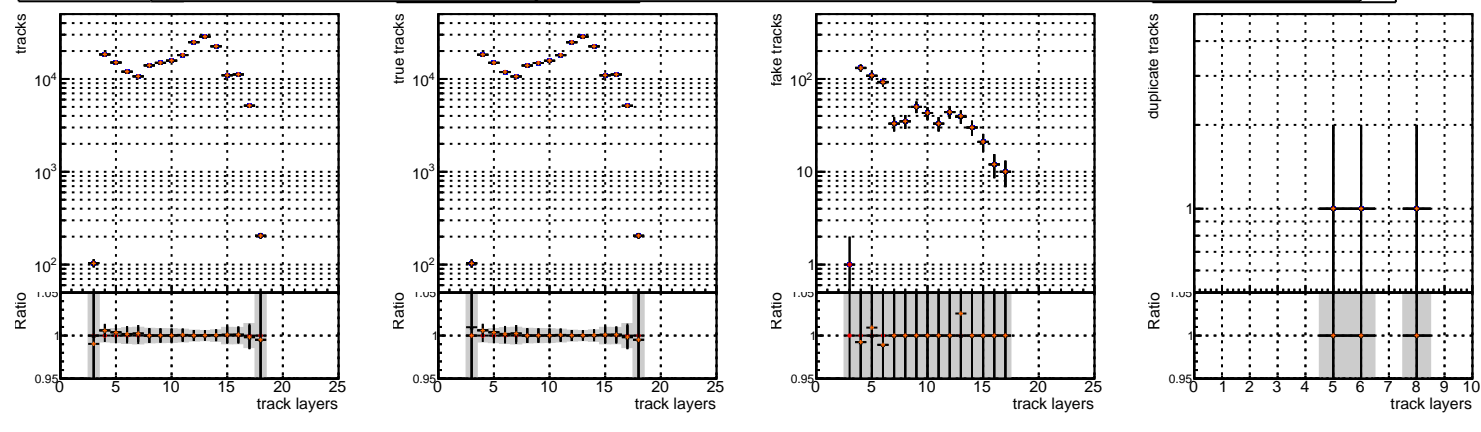 tracks
10^4
10^3
10^2
Ratio
1.05
1
0.95
0 5 10 15 20 25
track layers
true tracks
10^4
10^3
10^2
Ratio
1.05
1
0.95
0 5 10 15 20 25
track layers
fake tracks
10^2
10
1
Ratio
1.05
1
0.95
0 5 10 15 20 25
track layers
duplicate tracks
1
Ratio
1.05
1
0.95
0 1 2 3 4 5 6 7 8 9 10
track layers